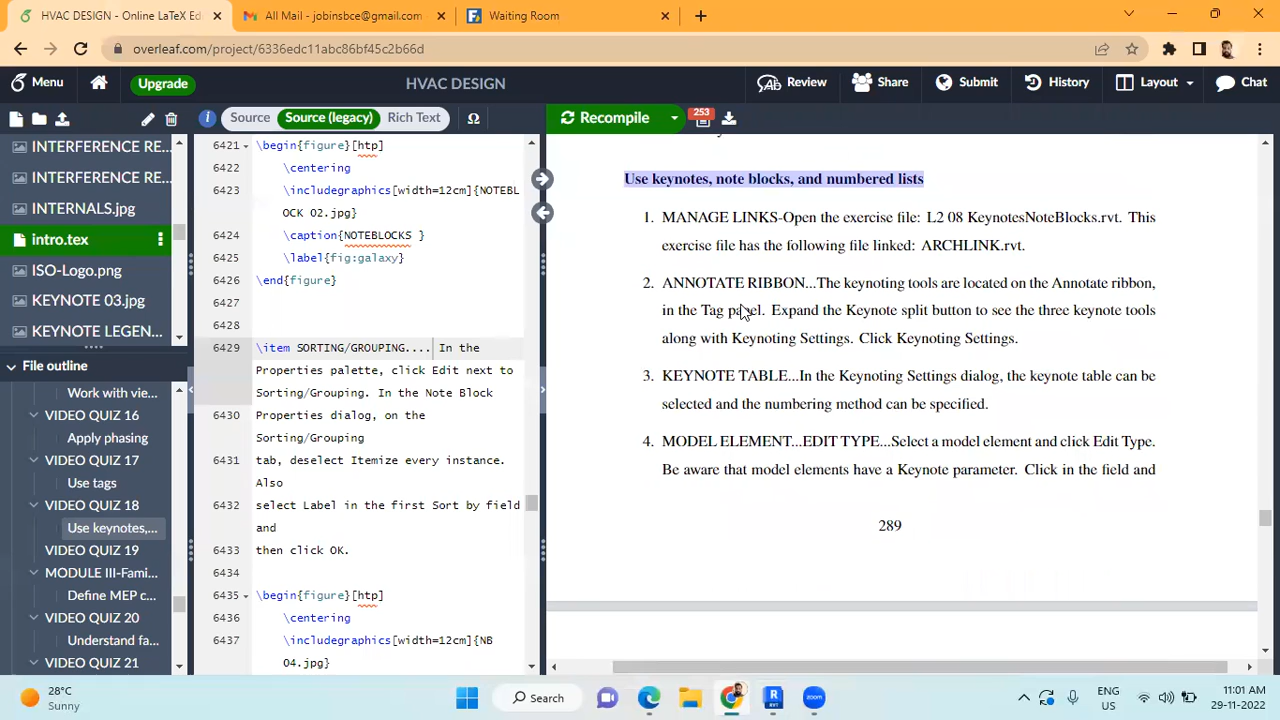 HVAC DESIGN - Online LaTeX Ed
All Mail - jobinsbce@gmail.com
Waiting Room
overleaf.com/project/6336edc11abc86bf45c2b66d
Menu
Upgrade
HVAC DESIGN
Review
Share
Submit
History
Layout
Chat
Source
Source (legacy)
Rich Text
Ω
Recompile
253
INTERFERENCE RE...
INTERFERENCE RE...
INTERNALS.jpg
intro.tex
ISO-Logo.png
KEYNOTE 03.jpg
KEYNOTE LEGEN...
File outline
Work with vie...
VIDEO QUIZ 16
Apply phasing
VIDEO QUIZ 17
Use tags
VIDEO QUIZ 18
Use keynotes,...
VIDEO QUIZ 19
MODULE III-Fami...
Define MEP c...
VIDEO QUIZ 20
Understand fa...
VIDEO QUIZ 21
6421 \begin{figure}[htp]
6422 \centering
6423 \includegraphics[width=12cm]{NOTEBL
OCK 02.jpg}
6424 \caption{NOTEBLOCKS }
6425 \label{fig:galaxy}
6426 \end{figure}
6427
6428
6429 \item SORTING/GROUPING.... In the
Properties palette, click Edit next to
Sorting/Grouping. In the Note Block
6430 Properties dialog, on the
Sorting/Grouping
6431 tab, deselect Itemize every instance.
Also
6432 select Label in the first Sort by field
and
6433 then click OK.
6434
6435 \begin{figure}[htp]
6436 \centering
6437 \includegraphics[width=12cm]{NB
04.jpg}
Use keynotes, note blocks, and numbered lists
1. MANAGE LINKS-Open the exercise file: L2 08 KeynotesNoteBlocks.rvt. This
exercise file has the following file linked: ARCHLINK.rvt.
2. ANNOTATE RIBBON...The keynoting tools are located on the Annotate ribbon,
in the Tag panel. Expand the Keynote split button to see the three keynote tools
along with Keynoting Settings. Click Keynoting Settings.
3. KEYNOTE TABLE...In the Keynoting Settings dialog, the keynote table can be
selected and the numbering method can be specified.
4. MODEL ELEMENT...EDIT TYPE...Select a model element and click Edit Type.
Be aware that model elements have a Keynote parameter. Click in the field and
289
28°C
Sunny
Search
RVT
zoom
ENG
US
11:01 AM
29-11-2022